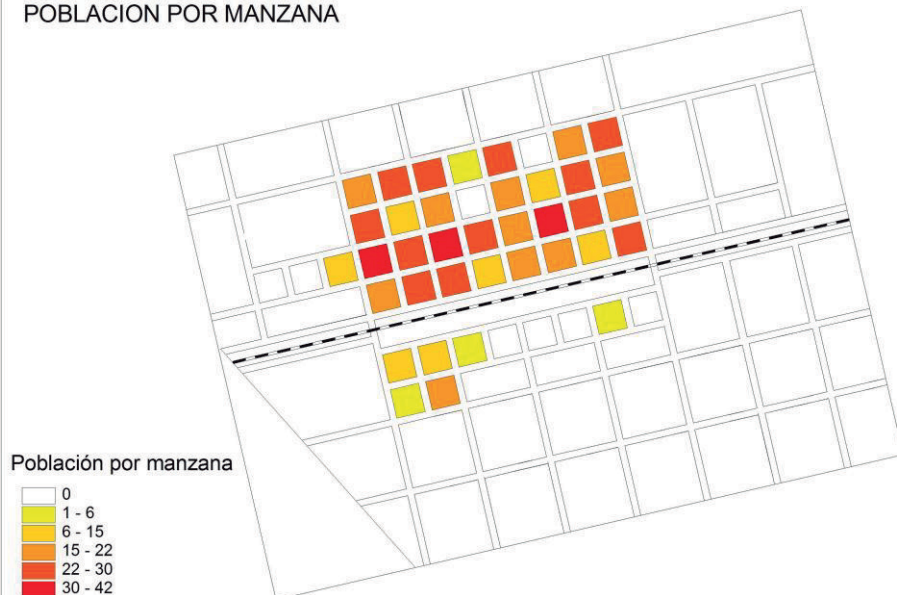 POBLACION POR MANZANA
Población por manzana
0
1 - 6
6 - 15
15 - 22
22 - 30
30 - 42